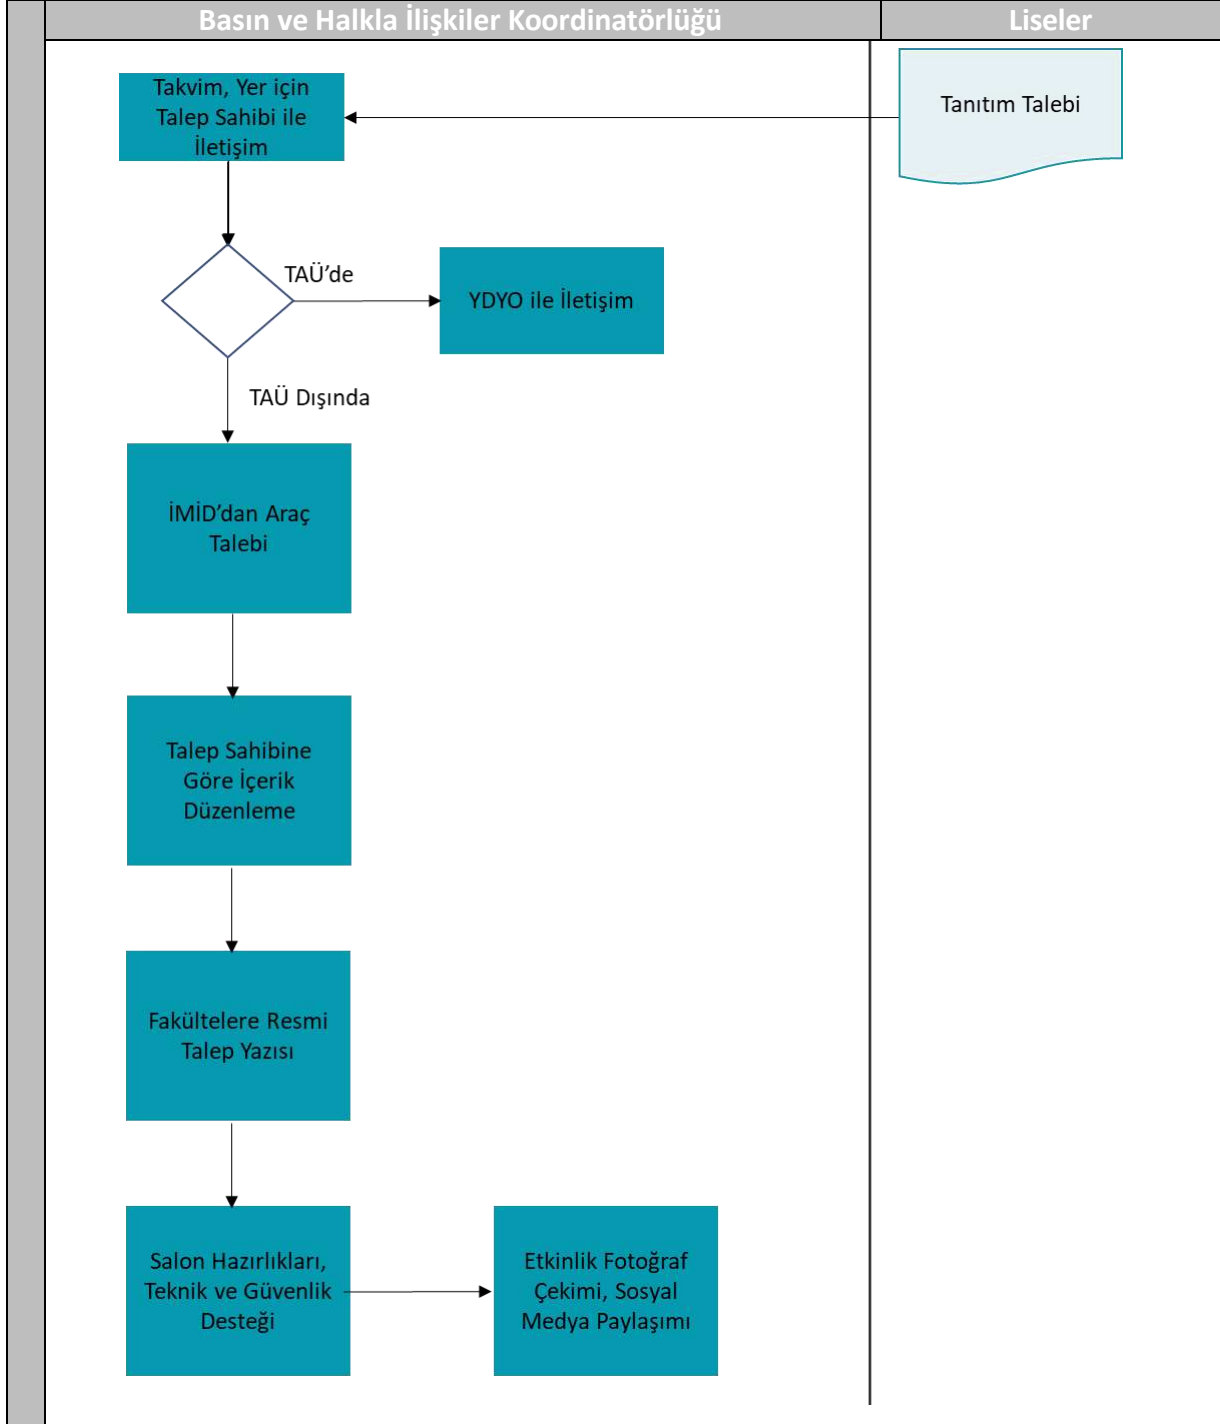 Basın ve Halkla İlişkiler Koordinatörlüğü
Liseler
Takvim, Yer için
Talep Sahibi ile
İletişim
Tanıtım Talebi
TAÜ’de
YDYO ile İletişim
TAÜ Dışında
İMİD’dan Araç
Talebi
Talep Sahibine
Göre İçerik
Düzenleme
Fakültelere Resmi
Talep Yazısı
Salon Hazırlıkları,
Teknik ve Güvenlik
Desteği
Etkinlik Fotoğraf
Çekimi, Sosyal
Medya Paylaşımı